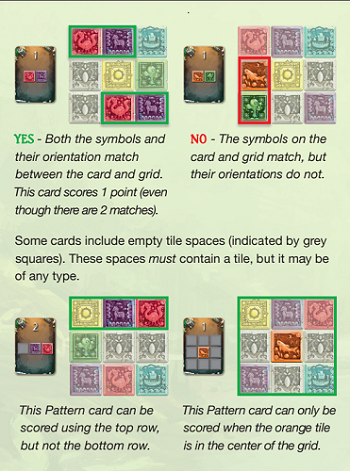 1
1
YES - Both the symbols and
their orientation match
between the card and grid.
This card scores 1 point (even
though there are 2 matches).
NO - The symbols on the
card and grid match, but
their orientations do not.
Some cards include empty tile spaces (indicated by grey
squares). These spaces must contain a tile, but it may be
of any type.
2
1
This Pattern card can be
scored using the top row,
but not the bottom row.
This Pattern card can only be
scored when the orange tile
is in the center of the grid.